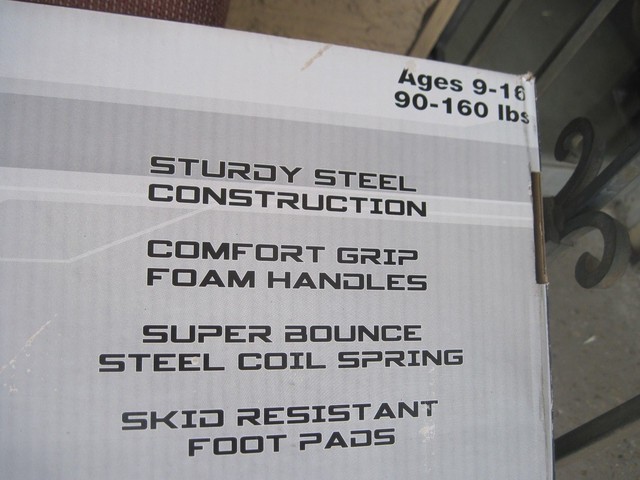 Ages 9-16
90-160 lbs
STURDY STEEL
CONSTRUCTION
COMFORT GRIP
FOAM HANDLES
SUPER BOUNCE
STEEL COIL SPRING
SKID RESISTANT
FOOT PADS